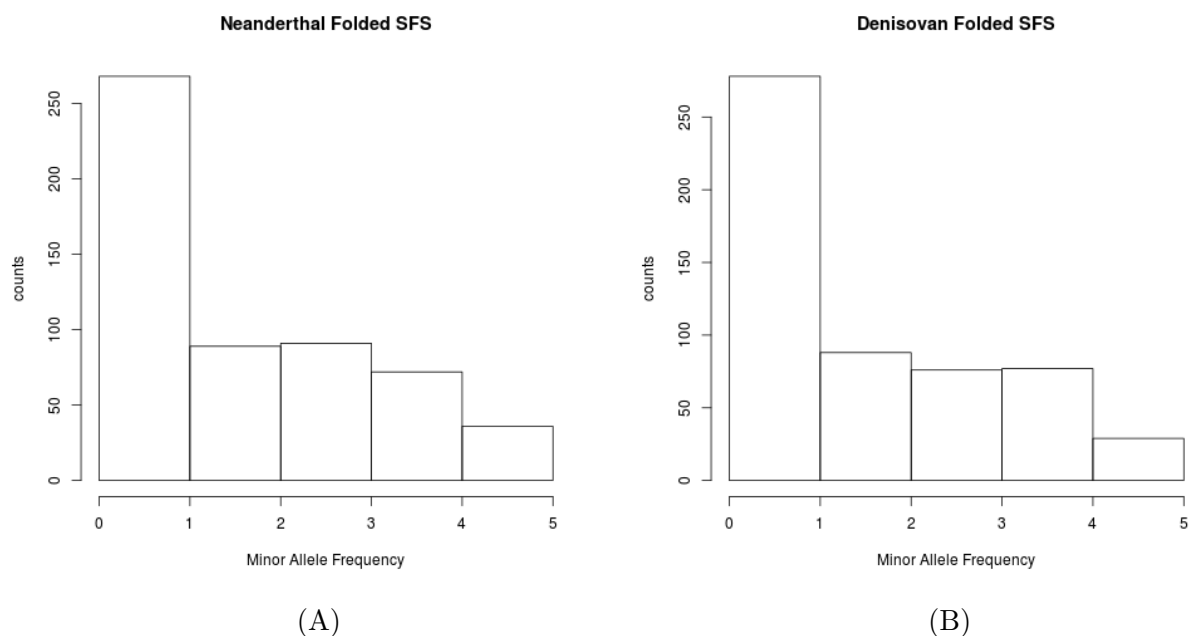 Neanderthal Folded SFS
counts
0
50
100
150
200
250
0 1 2 3 4 5
Minor Allele Frequency
(A)
Denisovan Folded SFS
counts
0
50
100
150
200
250
0 1 2 3 4 5
Minor Allele Frequency
(B)